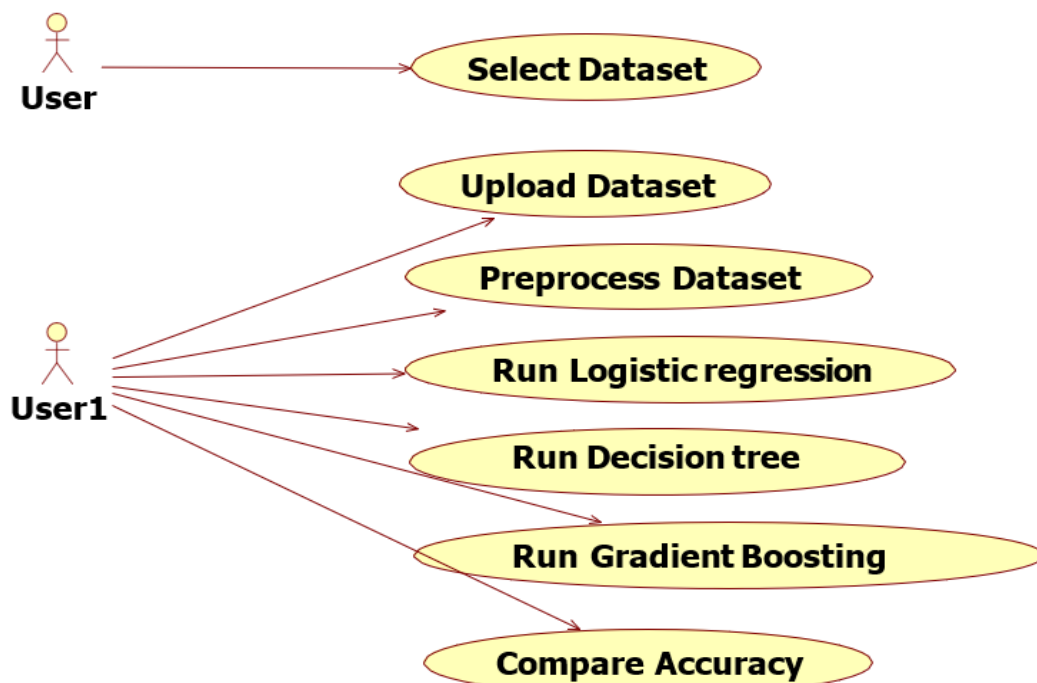 Select Dataset
User
Upload Dataset
Preprocess Dataset
Run Logistic regression
User1
Run Decision tree
Run Gradient Boosting
Compare Accuracy